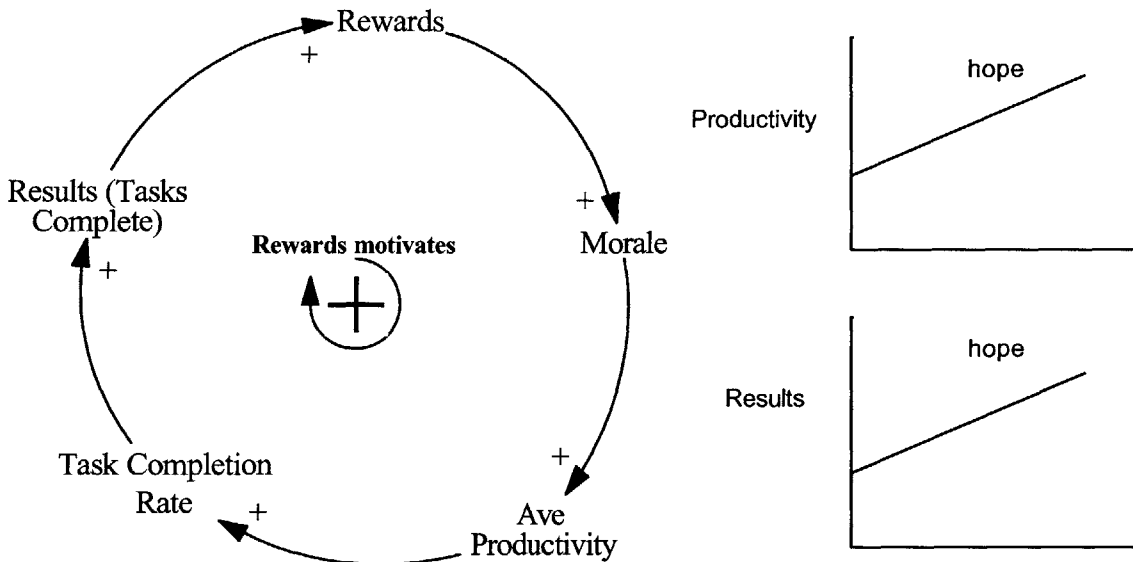 Rewards
+
+
Morale
Results (Tasks
Complete)
+
Rewards motivates
+
+
Task Completion
Rate
+
Ave
Productivity
hope
Productivity
hope
Results